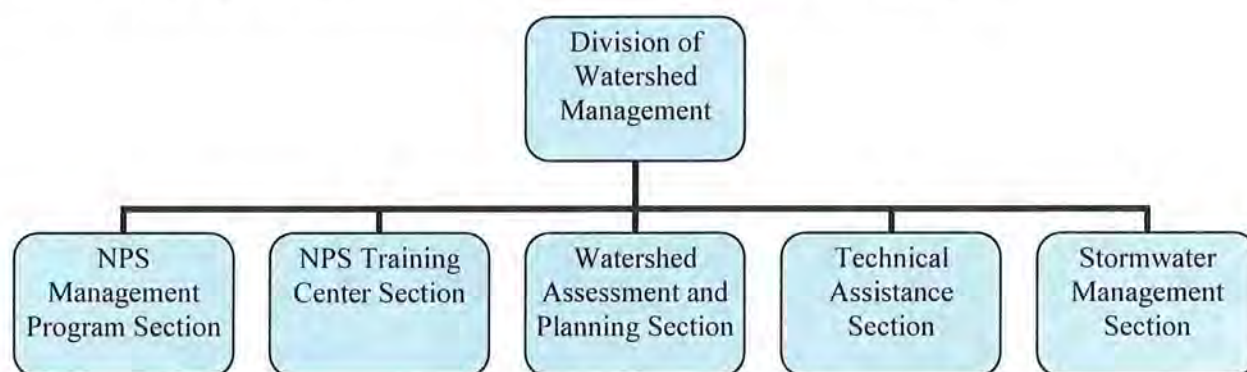 Division of
Watershed
Management
NPS
Management
Program Section
NPS Training
Center Section
Watershed
Assessment and
Planning Section
Technical
Assistance
Section
Stormwater
Management
Section